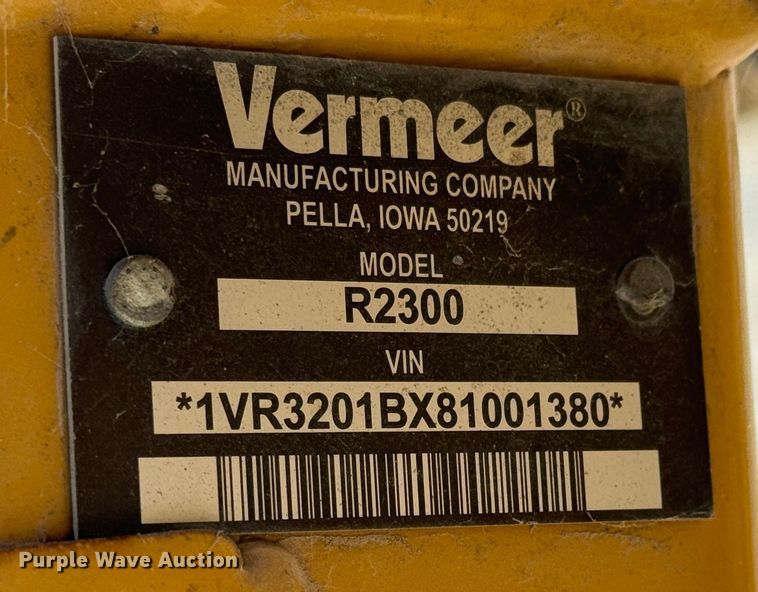 Vermeer®
MANUFACTURING COMPANY
PELLA, IOWA 50219
MODEL
R2300
VIN
*1VR3201BX81001380*
Purple Wave Auction